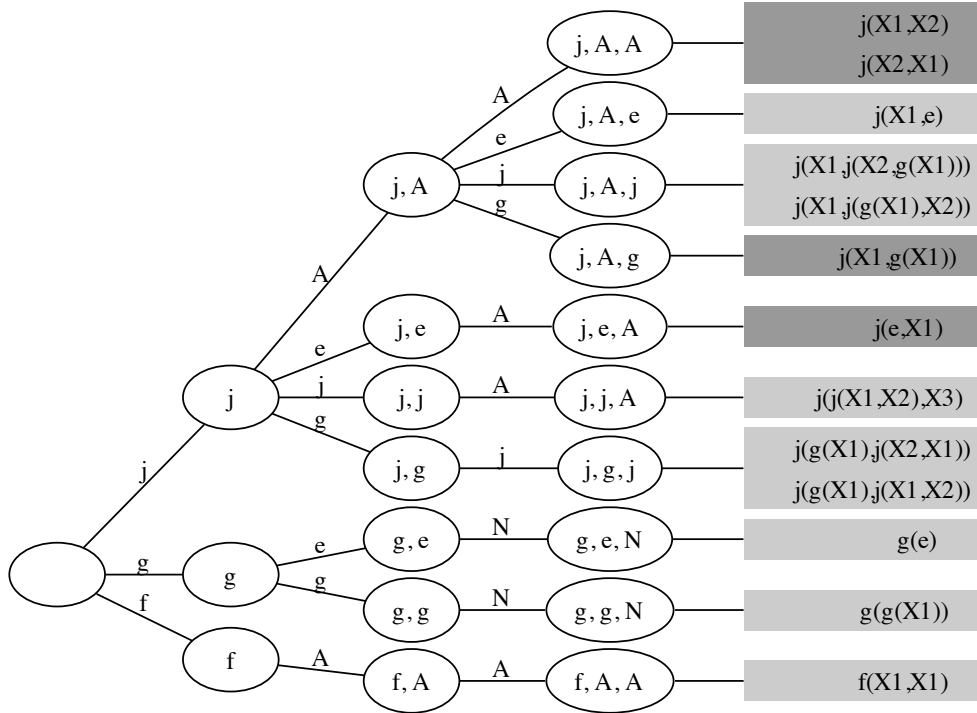 j, A, A
j(X1,X2)
j(X2,X1)
A
j, A, e
j(X1,e)
e
j, A
j
j, A, j
j(X1,j(X2,g(X1)))
j(X1,j(g(X1),X2))
g
j, A, g
j(X1,g(X1))
A
j, e
A
j, e, A
j(e,X1)
e
j
j
j, j
A
j, j, A
j(j(X1,X2),X3)
g
j, g
j
j, g, j
j(g(X1),j(X2,X1))
j(g(X1),j(X1,X2))
j
g, e
N
g, e, N
g(e)
e
g
g
g
g, g
N
g, g, N
g(g(X1))
f
f
A
f, A
A
f, A, A
f(X1,X1)